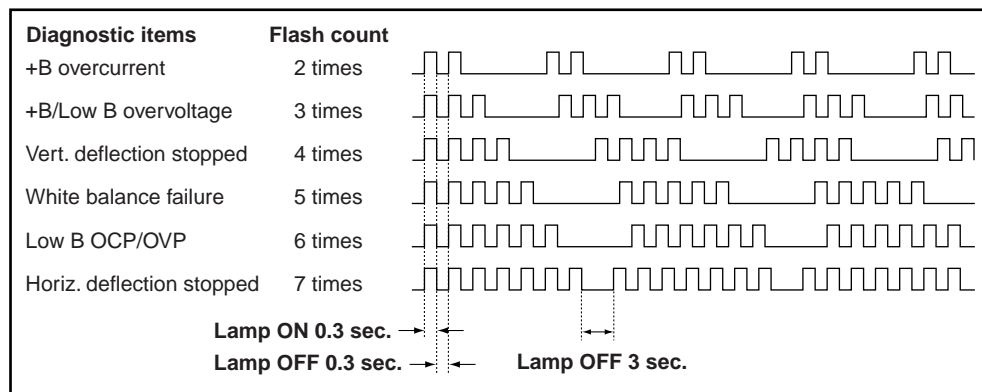 Diagnostic items Flash count
+B overcurrent 2 times
+B/Low B overvoltage 3 times
Vert. deflection stopped 4 times
White balance failure 5 times
Low B OCP/OVP 6 times
Horiz. deflection stopped 7 times
Lamp ON 0.3 sec.
Lamp OFF 0.3 sec. Lamp OFF 3 sec.